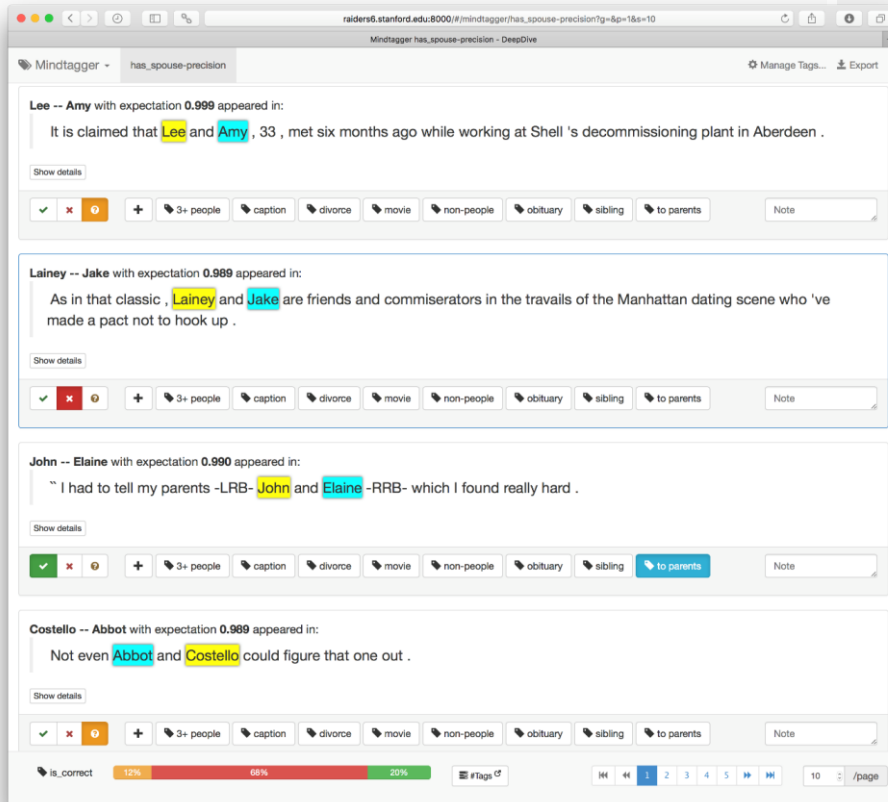 raiders6.stanford.edu:8000/#/mindtagger/has_spouse-precision?g=&p=1&s=10
Mindtagger has_spouse-precision - DeepDive
Mindtagger has_spouse-precision Manage Tags... Export
Lee -- Amy with expectation 0.999 appeared in:
It is claimed that Lee and Amy , 33 , met six months ago while working at Shell 's decommissioning plant in Aberdeen .
Show details
3+ people caption divorce movie non-people obituary sibling to parents Note
Lainey -- Jake with expectation 0.989 appeared in:
As in that classic , Lainey and Jake are friends and commiserators in the travails of the Manhattan dating scene who 've
made a pact not to hook up .
Show details
3+ people caption divorce movie non-people obituary sibling to parents Note
John -- Elaine with expectation 0.990 appeared in:
`` I had to tell my parents -LRB- John and Elaine -RRB- which I found really hard .
Show details
3+ people caption divorce movie non-people obituary sibling to parents Note
Costello -- Abbot with expectation 0.989 appeared in:
Not even Abbot and Costello could figure that one out .
Show details
3+ people caption divorce movie non-people obituary sibling to parents Note
is_correct 12% 68% 20% #Tags 1 2 3 4 5 10 /page